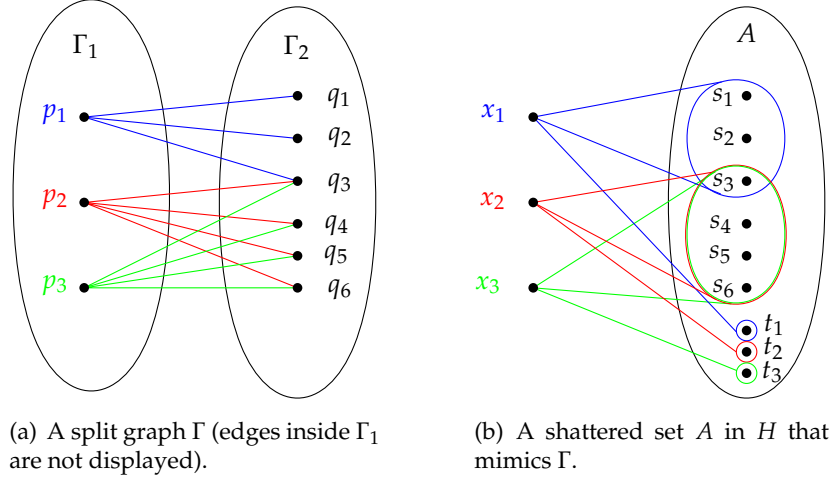 Γ₁
Γ₂
p₁
p₂
p₃
q₁
q₂
q₃
q₄
q₅
q₆
(a) A split graph Γ (edges inside Γ₁
are not displayed).
A
x₁
x₂
x₃
s₁
s₂
s₃
s₄
s₅
s₆
t₁
t₂
t₃
(b) A shattered set A in H that
mimics Γ.